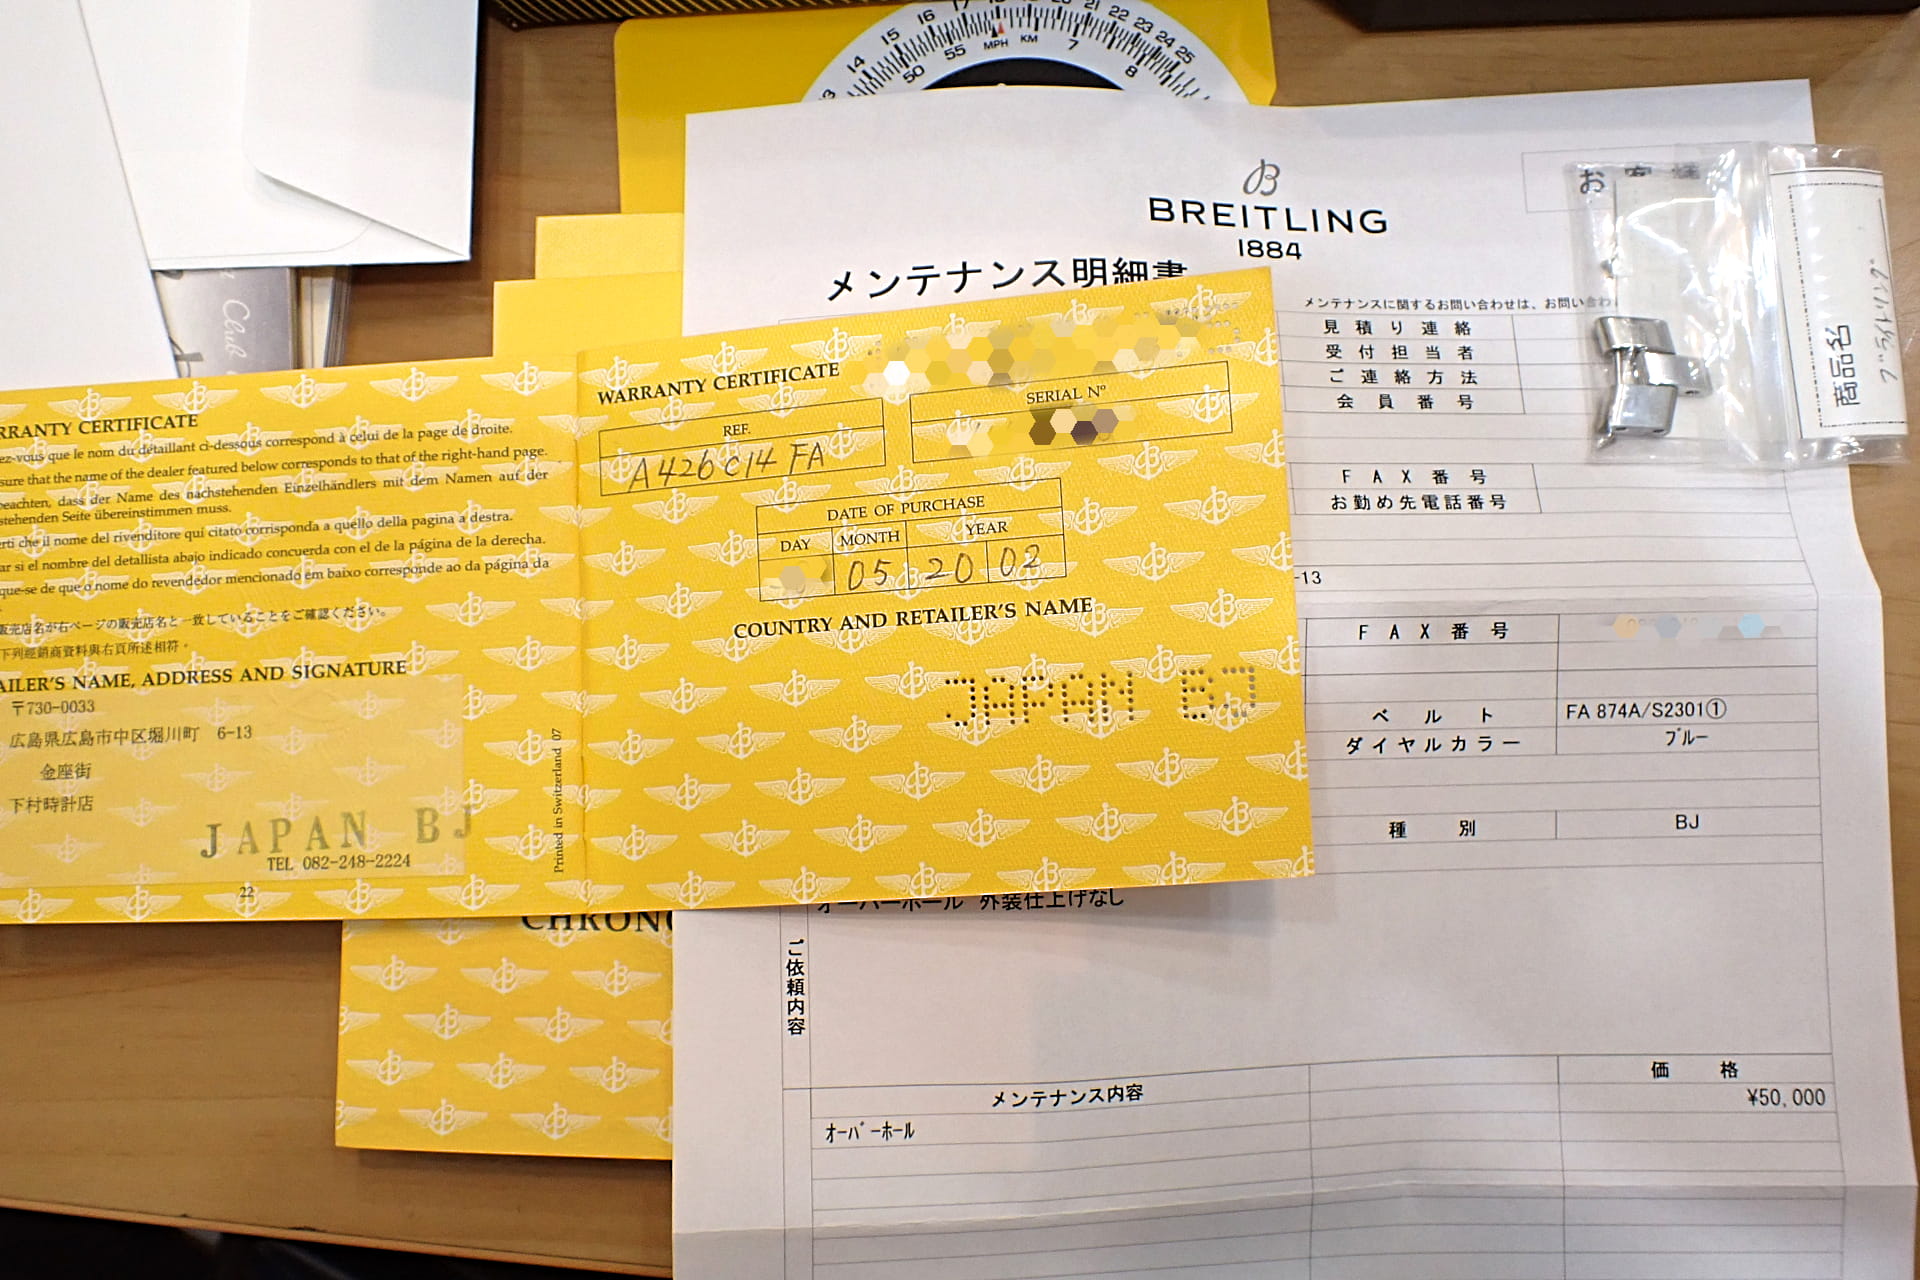 14 15 16 17 18 20 21 22 23 24 25
50 55 MPH KM 7 8
Club
BREITLING
1884
メンテナンス明細書
お客様
メンテナンスに関するお問い合わせは、お問い合わ
見積り連絡
受付担当者
ご連絡方法
会員番号
FAX番号
お勤め先電話番号
-13
FAX番号
ベルト FA 874A/S2301①
ダイヤルカラー ブルー
種別 BJ
オーバーホール 外装仕上げなし
ご依頼内容
メンテナンス内容 価格
¥50,000
オーバーホール
商品名
RRANTY CERTIFICATE
ez-vous que le nom du détaillant ci-dessous correspond à celui de la page de droite.
sure that the name of the dealer featured below corresponds to that of the right-hand page.
beachten, dass der Name des nachstehenden Einzelhändlers mit dem Namen auf der
stehenden Seite übereinstimmen muss.
rti che il nome del rivenditore qui citato corrisponda a quello della pagina a destra.
ar si el nombre del detallista abajo indicado concuerda con el de la página de la derecha.
que-se de que o nome do revendedor mencionado em baixo corresponde ao da página da
販売店名が右ページの販売店名と一致していることをご確認ください。
下列經銷商資料與右頁所述相符。
AILER'S NAME, ADDRESS AND SIGNATURE
〒730-0033
広島県広島市中区堀川町 6-13
金座街
下村時計店
JAPAN BJ
TEL 082-248-2224
22
Printed in Switzerland 07
WARRANTY CERTIFICATE
REF.
A426C14 FA
SERIAL Nº
DATE OF PURCHASE
DAY MONTH YEAR
05 20 02
COUNTRY AND RETAILER'S NAME
JAPAN BJ
CHRONO